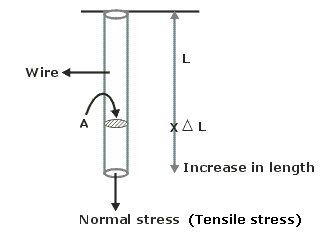 L
Wire
A
x △ L
Increase in length
Normal stress (Tensile stress)